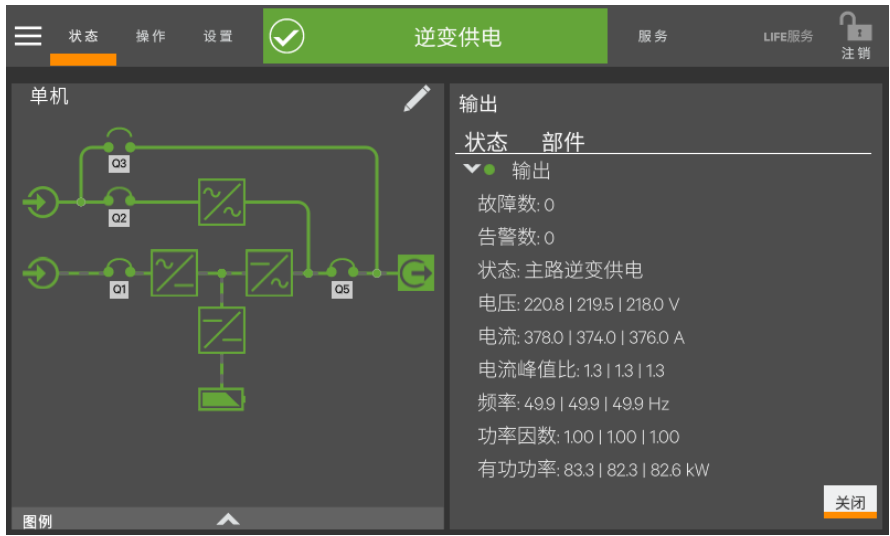 状态 操作 设置 逆变供电 服务 LIFE服务 注销
单机
Q3
Q2
Q1 Q5
图例
输出
状态 部件
输出
故障数: 0
告警数: 0
状态: 主路逆变供电
电压: 220.8 | 219.5 | 218.0 V
电流: 378.0 | 374.0 | 376.0 A
电流峰值比: 1.3 | 1.3 | 1.3
频率: 49.9 | 49.9 | 49.9 Hz
功率因数: 1.00 | 1.00 | 1.00
有功功率: 83.3 | 82.3 | 82.6 kW
关闭